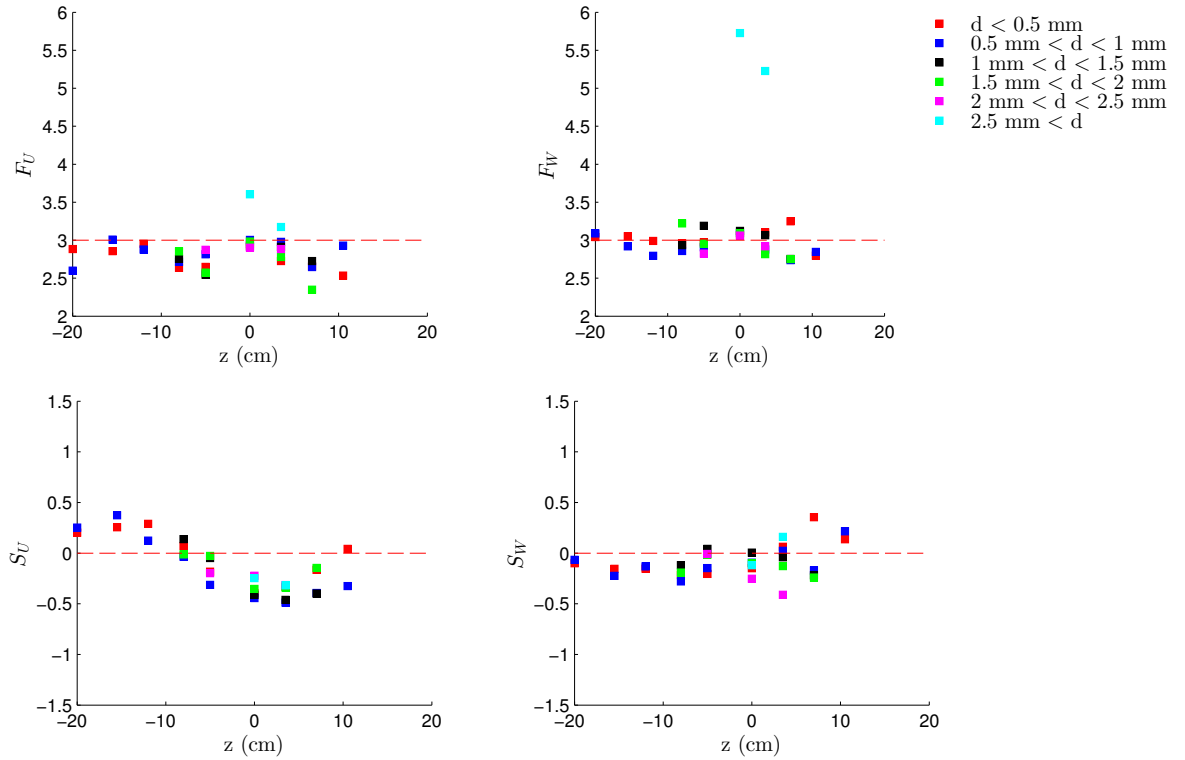 6
5.5
5
4.5
4
3.5
3
2.5
2
−20 −10 0 10 20
z (cm)
F_U
6
5.5
5
4.5
4
3.5
3
2.5
2
−20 −10 0 10 20
z (cm)
F_W
d < 0.5 mm
0.5 mm < d < 1 mm
1 mm < d < 1.5 mm
1.5 mm < d < 2 mm
2 mm < d < 2.5 mm
2.5 mm < d
1.5
1
0.5
0
−0.5
−1
−1.5
−20 −10 0 10 20
z (cm)
S_U
1.5
1
0.5
0
−0.5
−1
−1.5
−20 −10 0 10 20
z (cm)
S_W